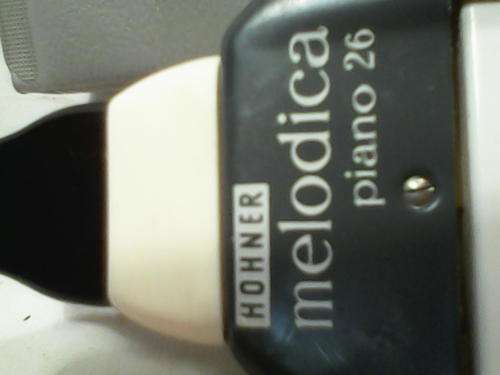 HOHNER
melodica
piano 26